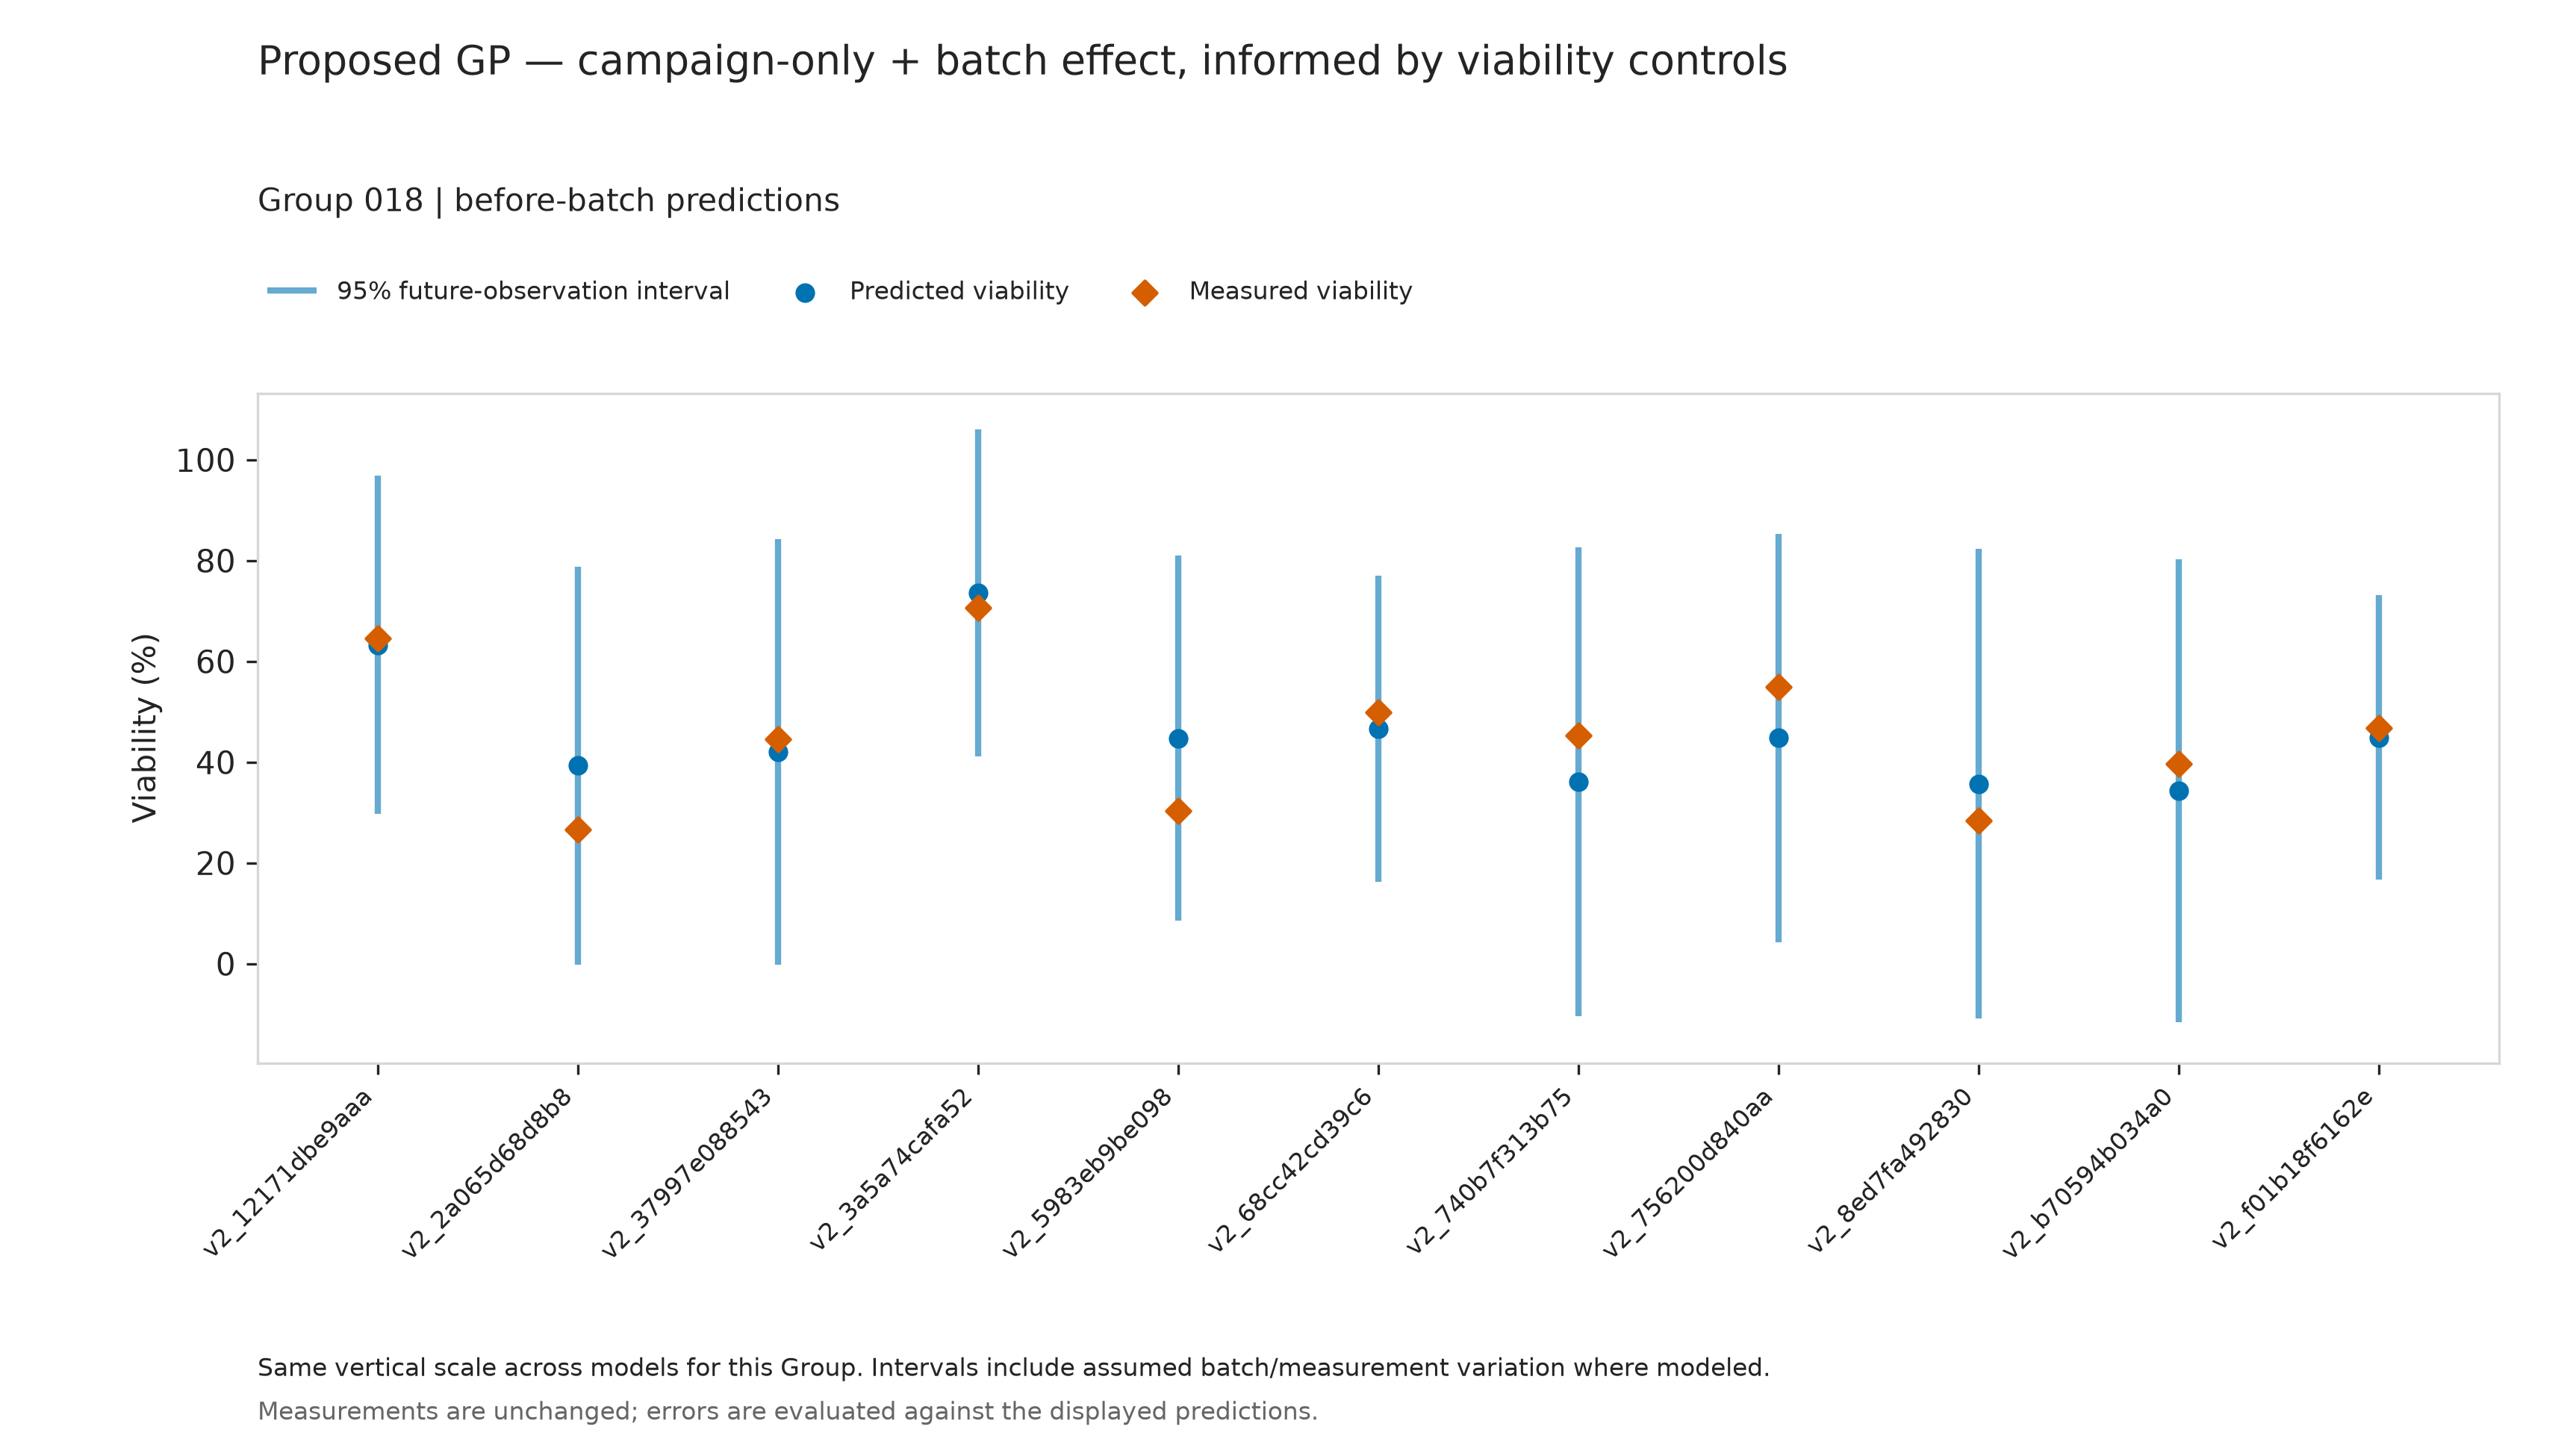 Proposed GP — campaign-only + batch effect, informed by viability controls
Group 018 | before-batch predictions
95% future-observation interval
Predicted viability
Measured viability
Viability (%)
100
80
60
40
20
0
v2_12171dbe9aaa
v2_2a065d68d8b8
v2_37997e088543
v2_3a5a74cafa52
v2_5983eb9be098
v2_68cc42cd39c6
v2_740b7f313b75
v2_756200d840aa
v2_8ed7fa492830
v2_b70594b034a0
v2_f01b18f6162e
Same vertical scale across models for this Group. Intervals include assumed batch/measurement variation where modeled.
Measurements are unchanged; errors are evaluated against the displayed predictions.